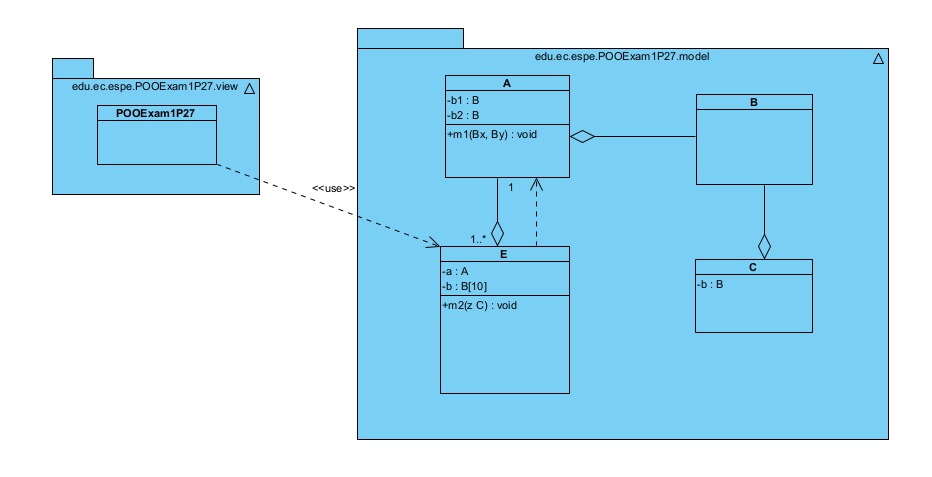 edu.ec.espe.POOExam1P27.view
POOExam1P27
<<use>>
edu.ec.espe.POOExam1P27.model
A
-b1 : B
-b2 : B
+m1(Bx, By) : void
B
1
1..*
E
-a : A
-b : B[10]
+m2(z C) : void
C
-b : B